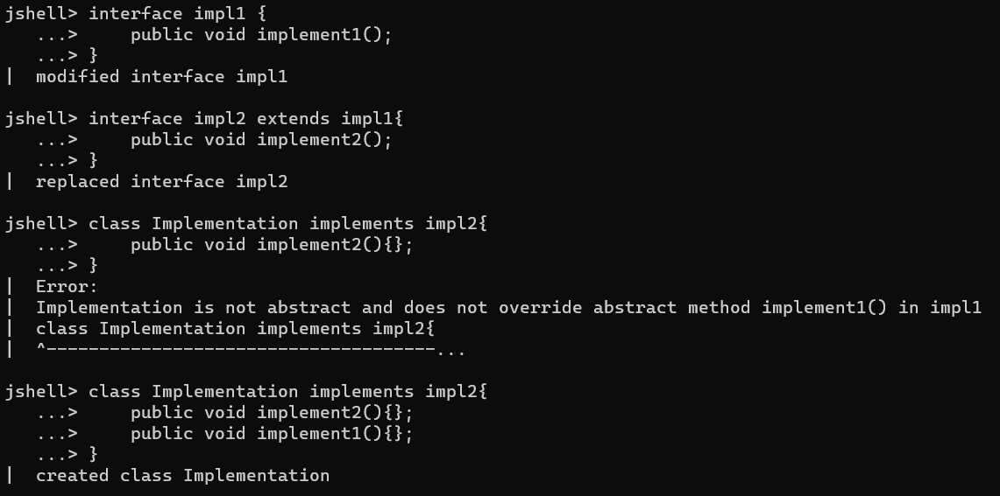 jshell> interface impl1 {
   ...>     public void implement1();
   ...> }
|  modified interface impl1

jshell> interface impl2 extends impl1{
   ...>     public void implement2();
   ...> }
|  replaced interface impl2

jshell> class Implementation implements impl2{
   ...>     public void implement2(){};
   ...> }
|  Error:
|  Implementation is not abstract and does not override abstract method implement1() in impl1
|  class Implementation implements impl2{
|  ^-------------------------------------...

jshell> class Implementation implements impl2{
   ...>     public void implement2(){};
   ...>     public void implement1(){};
   ...> }
|  created class Implementation